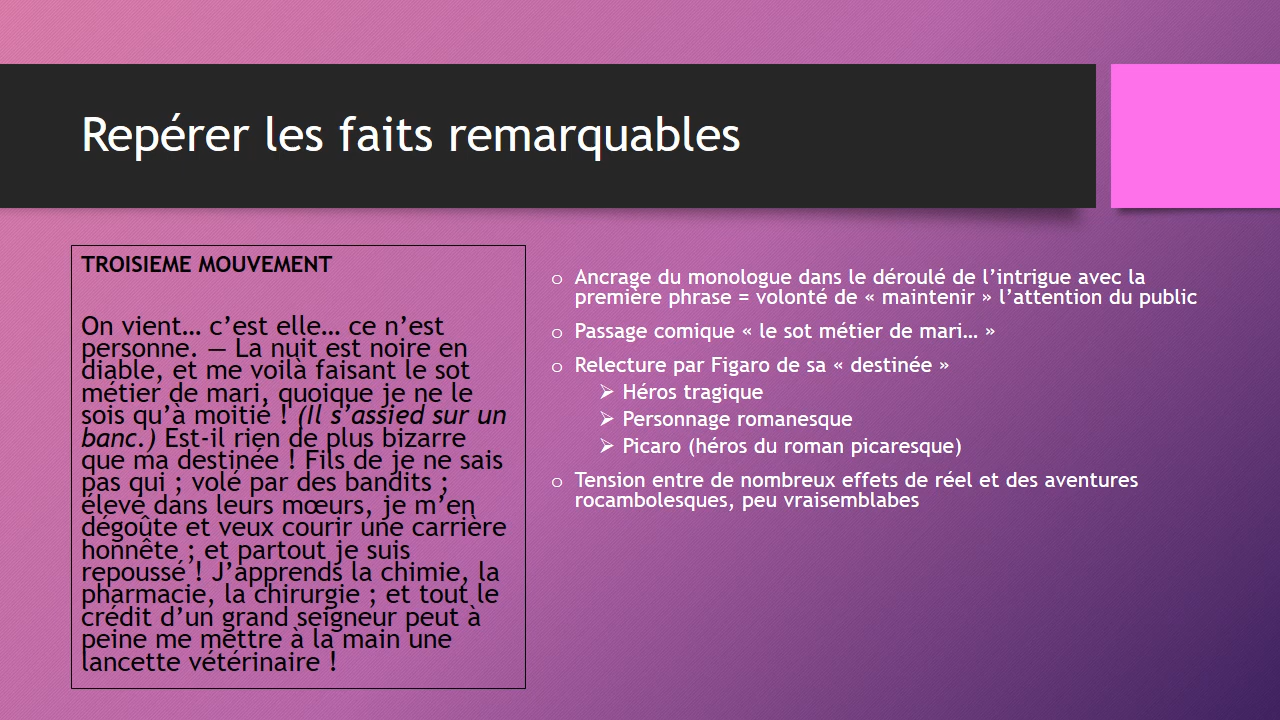 Repérer les faits remarquables
TROISIEME MOUVEMENT
On vient… c’est elle… ce n’est
personne. — La nuit est noire en
diable, et me voilà faisant le sot
métier de mari, quoique je ne le
sois qu’à moitié ! (Il s’assied sur un
banc.) Est-il rien de plus bizarre
que ma destinée ! Fils de je ne sais
pas qui ; volé par des bandits ;
élevé dans leurs mœurs, je m’en
dégoûte et veux courir une carrière
honnête ; et partout je suis
repoussé ! J’apprends la chimie, la
pharmacie, la chirurgie ; et tout le
crédit d’un grand seigneur peut à
peine me mettre à la main une
lancette vétérinaire !
o Ancrage du monologue dans le déroulé de l’intrigue avec la
première phrase = volonté de « maintenir » l’attention du public
o Passage comique « le sot métier de mari… »
o Relecture par Figaro de sa « destinée »
➢ Héros tragique
➢ Personnage romanesque
➢ Picaro (héros du roman picaresque)
o Tension entre de nombreux effets de réel et des aventures
rocambolesques, peu vraisemblabes